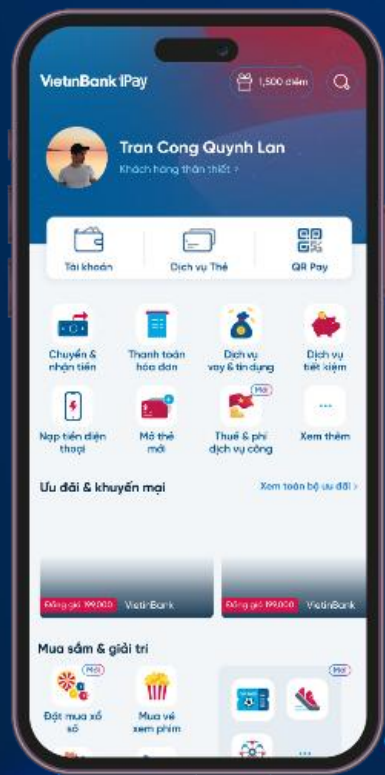 VietinBank iPay
1,500 điểm
Tran Cong Quynh Lan
Khách hàng thân thiết >
Tài khoản
Dịch vụ Thẻ
QR Pay
Chuyển &
nhận tiền
Thanh toán
hóa đơn
Dịch vụ
vay & tín dụng
Dịch vụ
tiết kiệm
Nạp tiền điện
thoại
Mở thẻ
mới
Mới
Thuế & phí
dịch vụ công
Xem thêm
Ưu đãi & khuyến mại
Xem toàn bộ ưu đãi >
Đồng giá 199,000
VietinBank
Đồng giá 199,000
VietinBank
Mua sắm & giải trí
Mới
Đặt mua xổ
số
Mua vé
xem phim
Mới